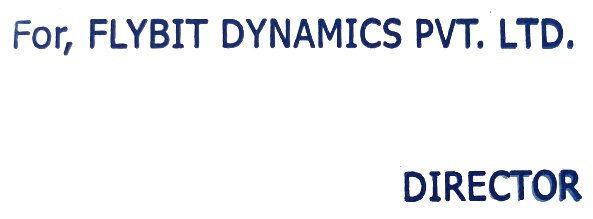 For, FLYBIT DYNAMICS PVT. LTD.
DIRECTOR